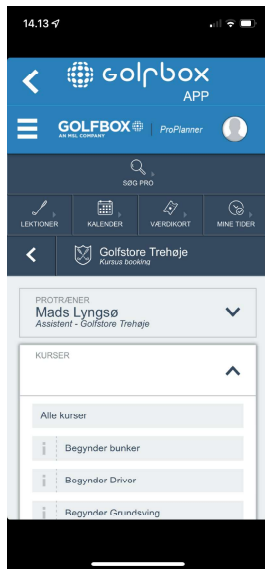 14.13
golfbox
APP
GOLFBOX
AN MSL COMPANY
ProPlanner
SØG PRO
LEKTIONER
KALENDER
VÆRDIKORT
MINE TIDER
Golfstore Trehøje
Kursus booking
PROTRÆNER
Mads Lyngsø
Assistent - Golfstore Trehøje
KURSER
Alle kurser
Begynder bunker
Begynder Driver
Begynder Grundsving